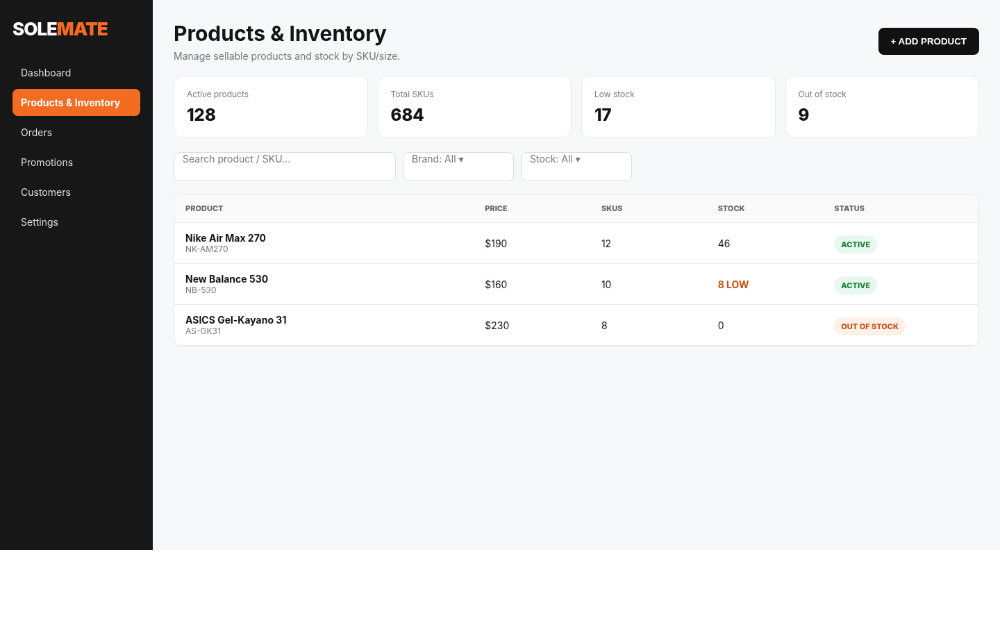 SOLEMATE
Dashboard
Products & Inventory
Orders
Promotions
Customers
Settings
Products & Inventory
Manage sellable products and stock by SKU/size.
+ ADD PRODUCT
Active products
128
Total SKUs
684
Low stock
17
Out of stock
9
Search product / SKU...
Brand: All ▾
Stock: All ▾
PRODUCT PRICE SKUS STOCK STATUS
Nike Air Max 270
NK-AM270
$190 12 46 ACTIVE
New Balance 530
NB-530
$160 10 8 LOW ACTIVE
ASICS Gel-Kayano 31
AS-GK31
$230 8 0 OUT OF STOCK